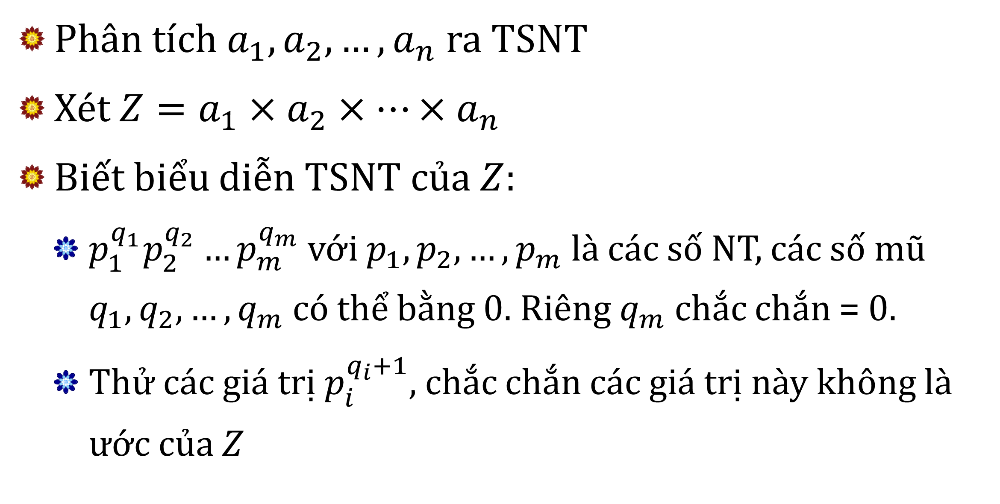 Phân tích $a_1, a_2, \dots, a_n$ ra TSNT
Xét $Z = a_1 \times a_2 \times \cdots \times a_n$
Biết biểu diễn TSNT của $Z$:
$p_1^{q_1} p_2^{q_2} \dots p_m^{q_m}$ với $p_1, p_2, \dots, p_m$ là các số NT, các số mũ
$q_1, q_2, \dots, q_m$ có thể bằng 0. Riêng $q_m$ chắc chắn = 0.
Thử các giá trị $p_i^{q_i+1}$, chắc chắn các giá trị này không là
ước của $Z$